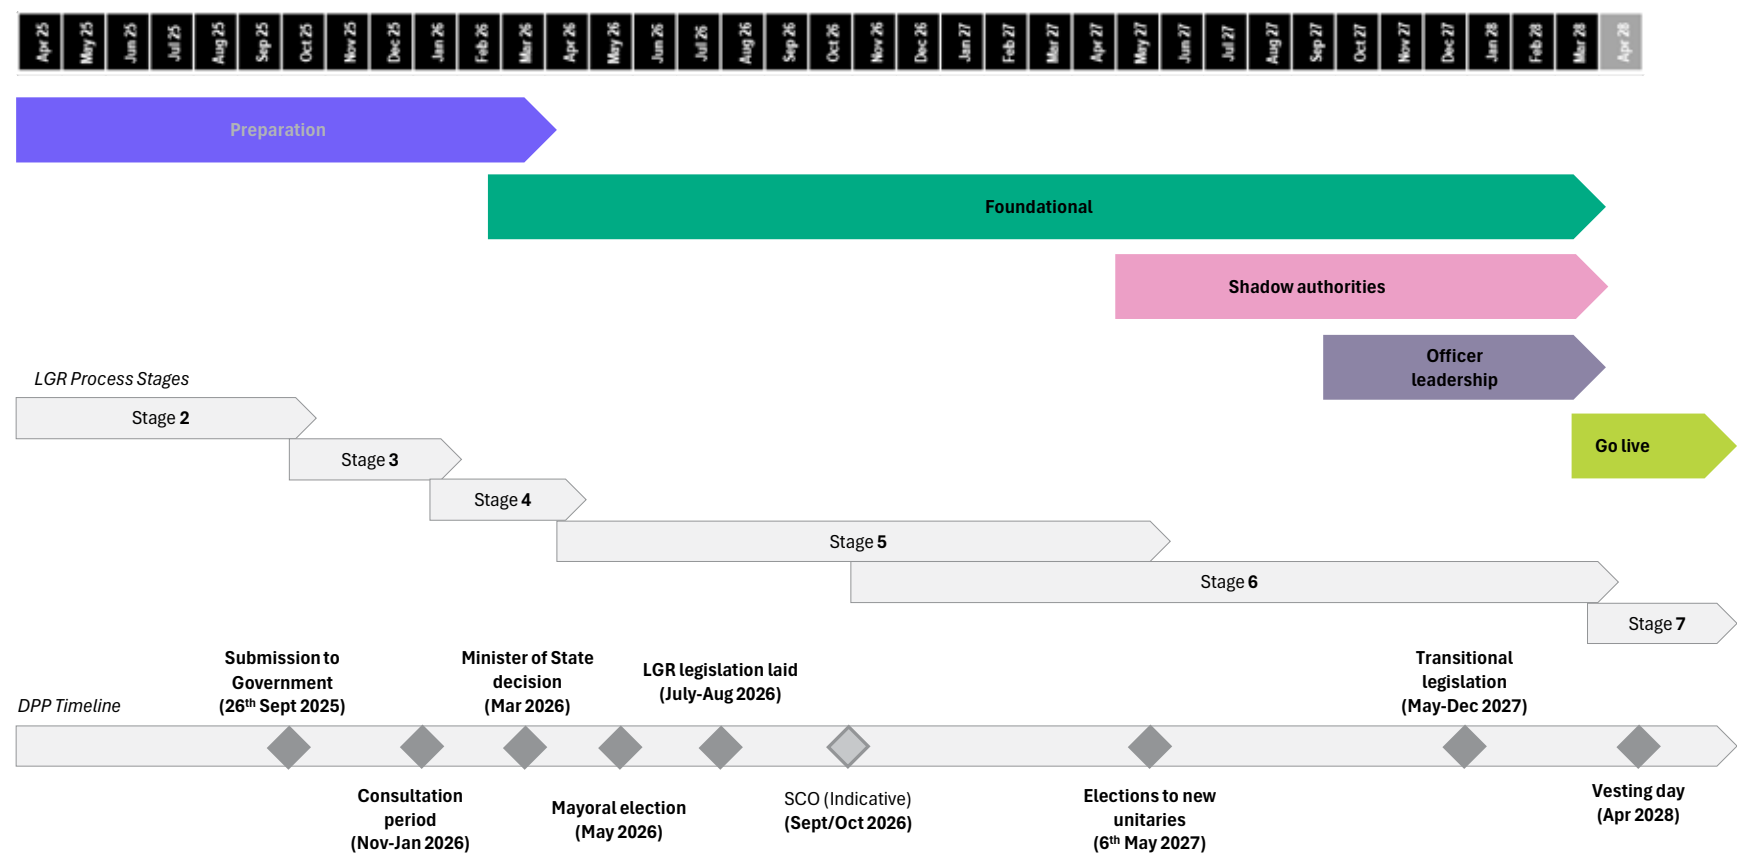 Apr 25 May 25 Jun 25 Jul 25 Aug 25 Sep 25 Oct 25 Nov 25 Dec 25 Jan 26 Feb 26 Mar 26 Apr 26 May 26 Jun 26 Jul 26 Aug 26 Sep 26 Oct 26 Nov 26 Dec 26 Jan 27 Feb 27 Mar 27 Apr 27 May 27 Jun 27 Jul 27 Aug 27 Sep 27 Oct 27 Nov 27 Dec 27 Jan 28 Feb 28 Mar 28 Apr 28
Preparation
Foundational
Shadow authorities
Officer
leadership
LGR Process Stages
Stage 2
Go live
Stage 3
Stage 4
Stage 5
Stage 6
Stage 7
Submission to
Government
(26th Sept 2025)
Minister of State
decision
(Mar 2026)
LGR legislation laid
(July-Aug 2026)
Transitional
legislation
(May-Dec 2027)
DPP Timeline
Consultation
period
(Nov-Jan 2026)
Mayoral election
(May 2026)
SCO (Indicative)
(Sept/Oct 2026)
Elections to new
unitaries
(6th May 2027)
Vesting day
(Apr 2028)